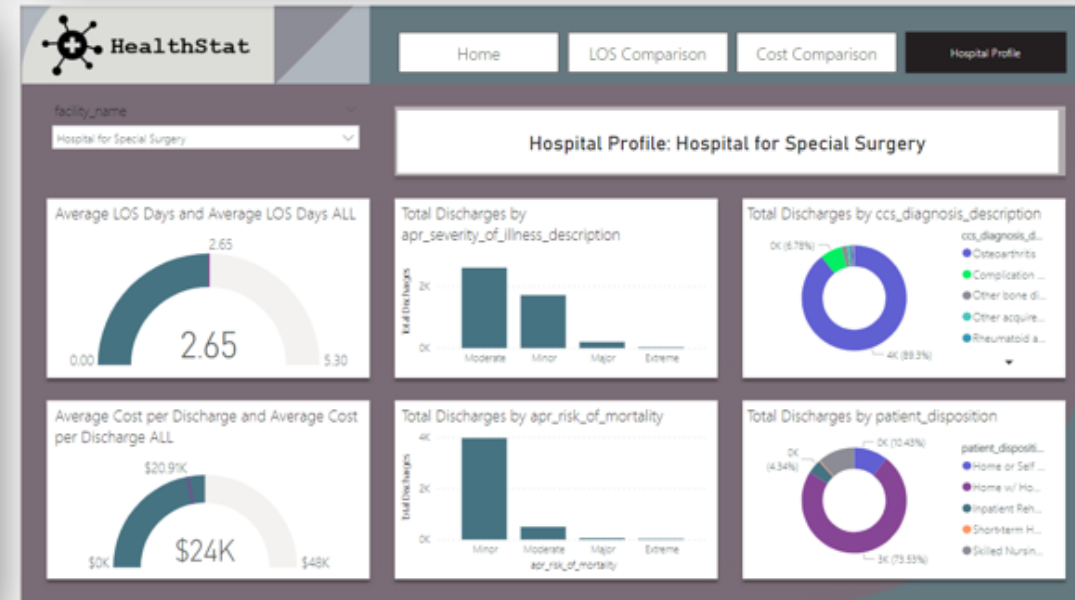 HealthStat
Home
LOS Comparison
Cost Comparison
Hospital Profile
facility_name
Hospital for Special Surgery
Hospital Profile: Hospital for Special Surgery
Average LOS Days and Average LOS Days ALL
2.65
2.65
0.00
5.30
Total Discharges by
apr_severity_of_illness_description
Total Discharges
2K
0K
Moderate
Minor
Major
Extreme
Total Discharges by ccs_diagnosis_description
0K (6.78%)
4K (89.3%)
ccs_diagnosis_d...
Osteoarthritis
Complication ...
Other bone di...
Other acquire...
Rheumatoid a...
Average Cost per Discharge and Average Cost
per Discharge ALL
$20.91K
$24K
$0K
$48K
Total Discharges by apr_risk_of_mortality
Total Discharges
4K
2K
0K
Minor
Moderate
Major
Extreme
apr_risk_of_mortality
Total Discharges by patient_disposition
0K (10.43%)
0K
(4.34%)
3K (73.53%)
patient_dispositi...
Home or Self ...
Home w/ Ho...
Inpatient Reh...
Short-term H...
Skilled Nursin...